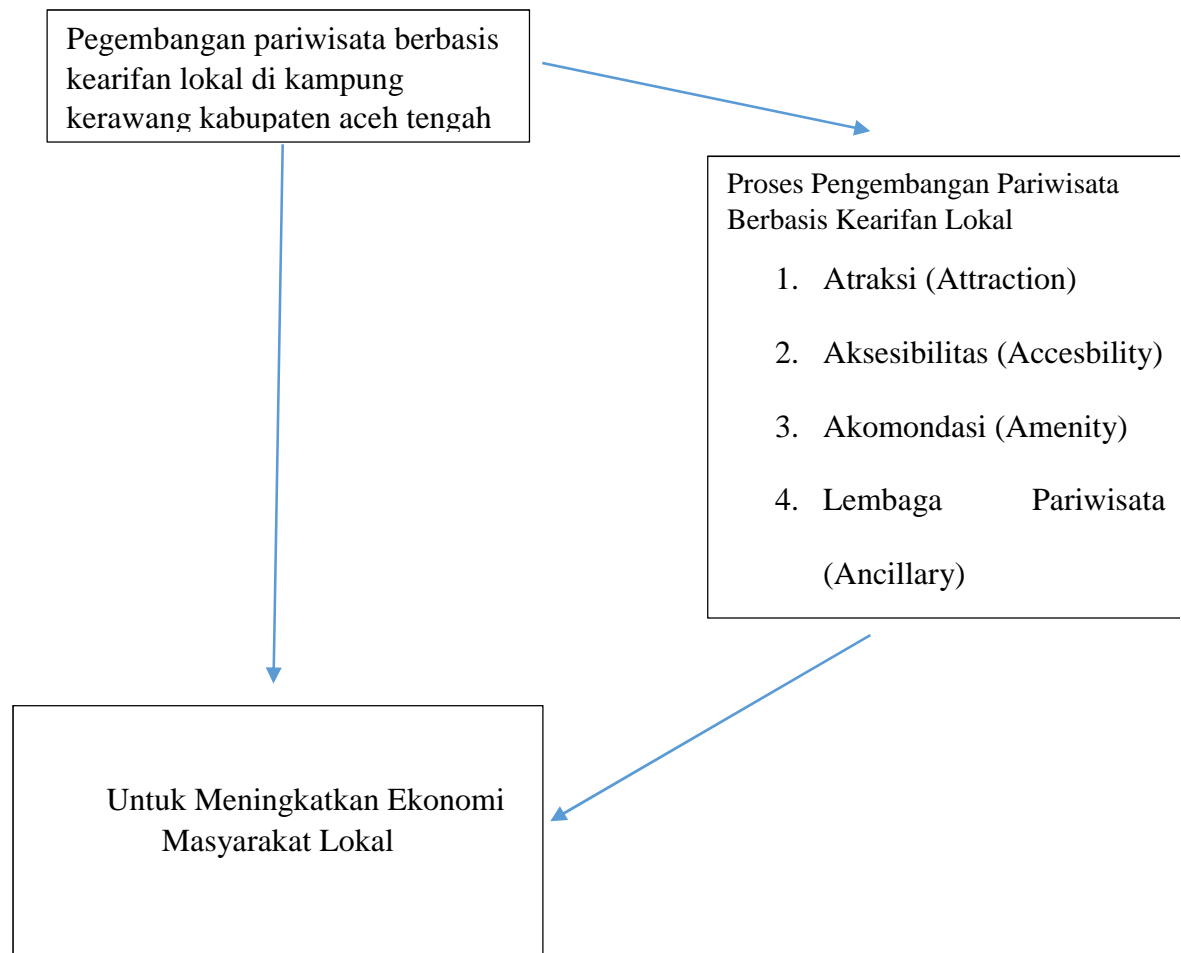 Pegembangan pariwisata berbasis
kearifan lokal di kampung
kerawang kabupaten aceh tengah
Proses Pengembangan Pariwisata
Berbasis Kearifan Lokal
1. Atraksi (Attraction)
2. Aksesibilitas (Accesbility)
3. Akomondasi (Amenity)
4. Lembaga Pariwisata
(Ancillary)
Untuk Meningkatkan Ekonomi
Masyarakat Lokal